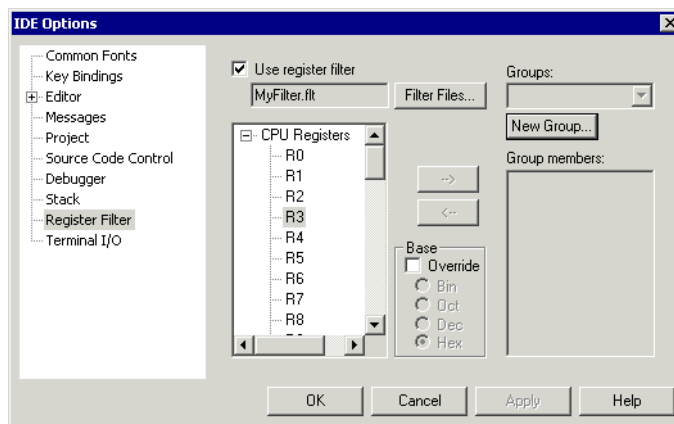 IDE Options
Common Fonts
Key Bindings
Editor
Messages
Project
Source Code Control
Debugger
Stack
Register Filter
Terminal I/O
Use register filter
MyFilter.flt
Filter Files...
CPU Registers
R0
R1
R2
R3
R4
R5
R6
R7
R8
-->
<--
Base
Override
Bin
Oct
Dec
Hex
Groups:
New Group...
Group members:
OK
Cancel
Apply
Help